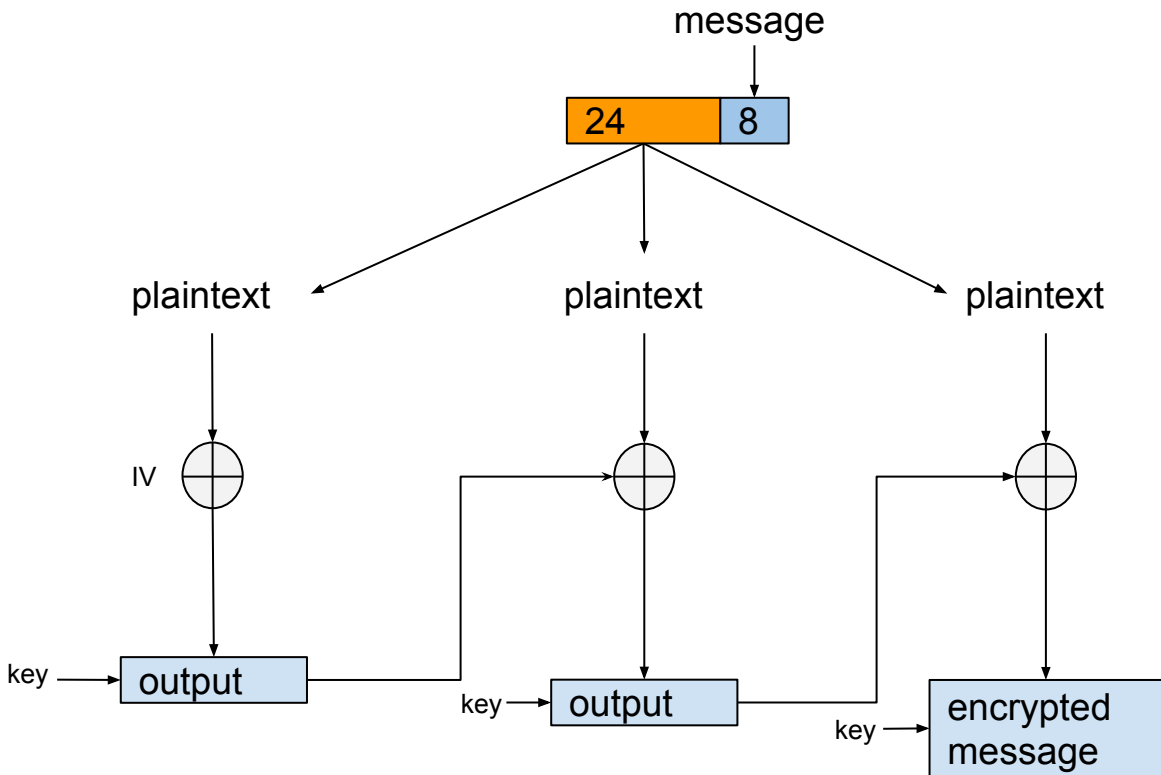 message
24 8
plaintext plaintext plaintext
IV
key output
key output
key encrypted
message